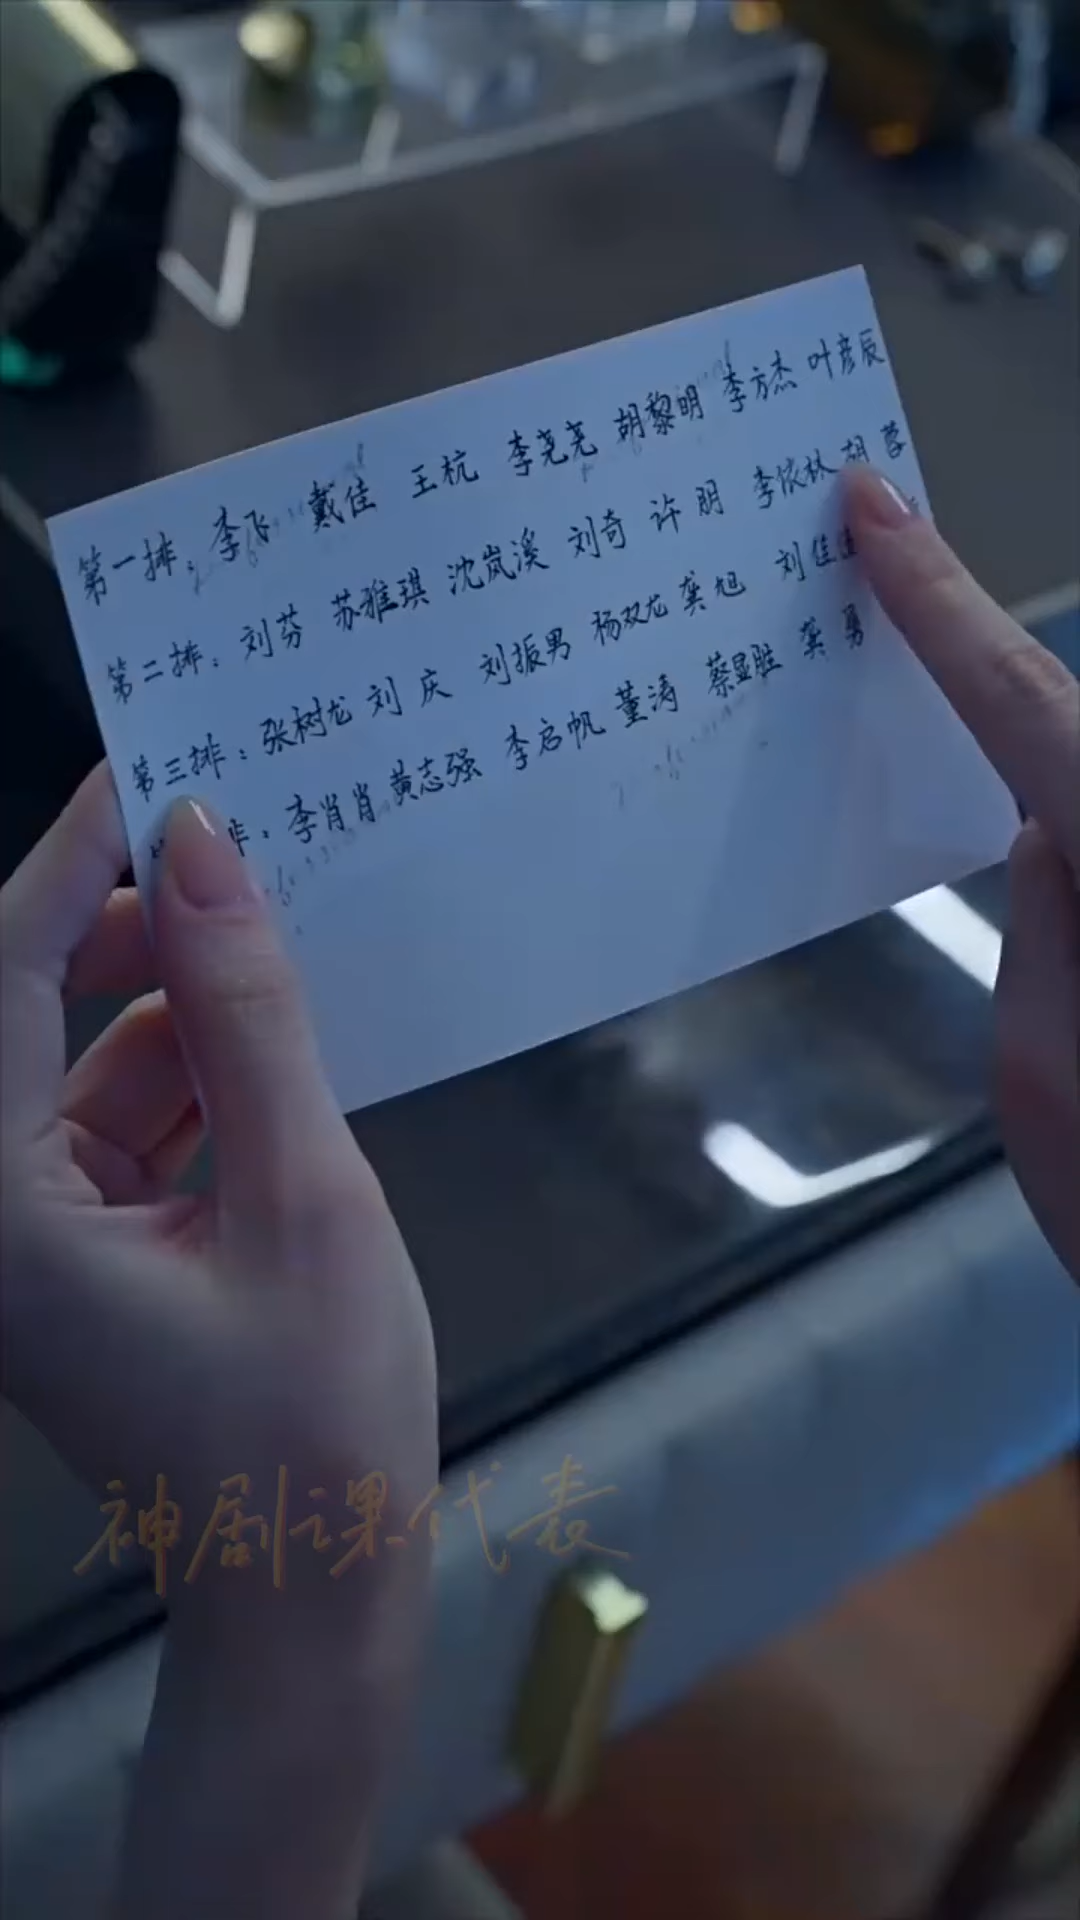 第一排：李飞 戴佳 王杭 李尧尧 胡黎明 李方杰 叶彦辰
第二排：刘芬 苏雅琪 沈岚溪 刘奇 许朋 李依林 胡
第三排：张树龙 刘庆 刘振男 杨双龙 龚旭 刘佳
排：李肖肖 黄志强 李启帆 董涛 蔡显胜 龚勇
神剧课代表